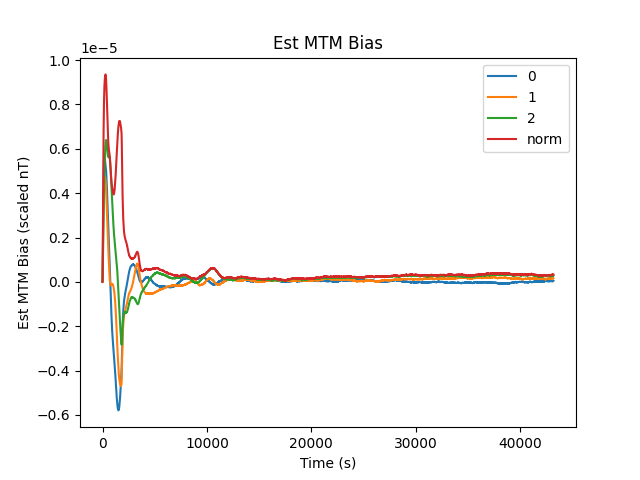 Est MTM Bias
1e−5
1.0
0.8
0.6
0.4
0.2
0.0
−0.2
−0.4
−0.6
Est MTM Bias (scaled nT)
0
1
2
norm
0 10000 20000 30000 40000
Time (s)